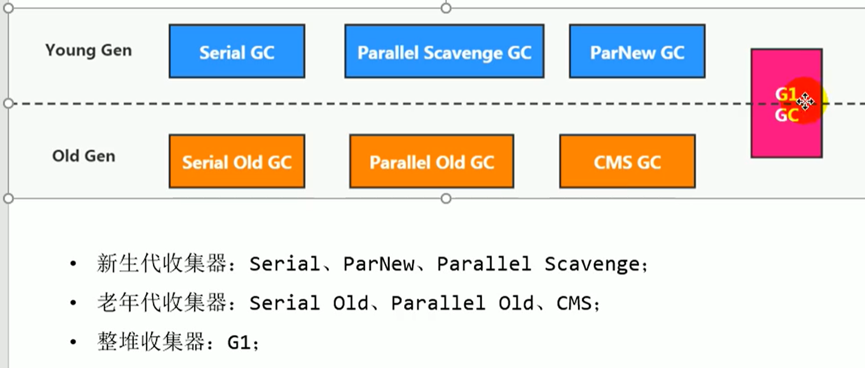 Young Gen
Serial GC
Parallel Scavenge GC
ParNew GC
G1
GC
Old Gen
Serial Old GC
Parallel Old GC
CMS GC
• 新生代收集器：Serial、ParNew、Parallel Scavenge；
• 老年代收集器：Serial Old、Parallel Old、CMS；
• 整堆收集器：G1；